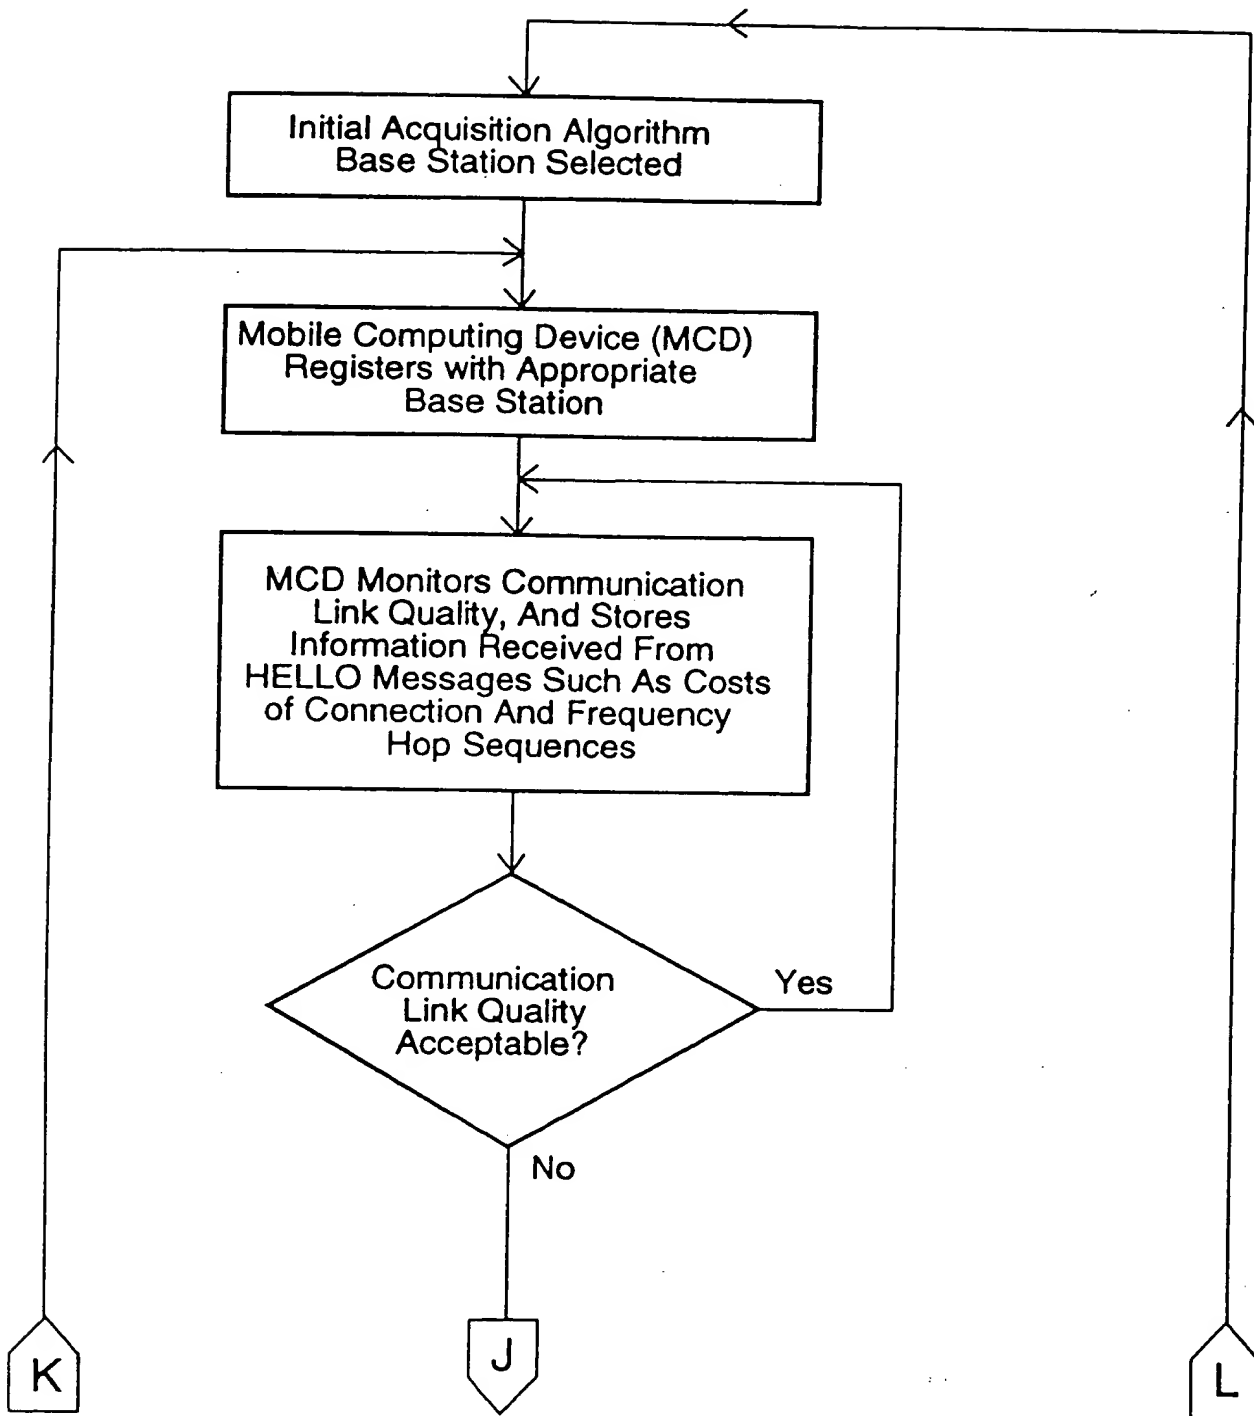 Initial Acquisition Algorithm
Base Station Selected
Mobile Computing Device (MCD)
Registers with Appropriate
Base Station
MCD Monitors Communication
Link Quality, And Stores
Information Received From
HELLO Messages Such As Costs
of Connection And Frequency
Hop Sequences
Communication
Link Quality
Acceptable?
Yes
No
K
J
L